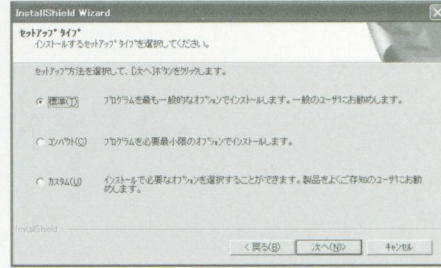 InstallShield Wizard
ｾｯﾄｱｯﾌﾟ ﾀｲﾌﾟ
ｲﾝｽﾄｰﾙするｾｯﾄｱｯﾌﾟ ﾀｲﾌﾟを選択してください。
ｾｯﾄｱｯﾌﾟ方法を選択して、[次へ]ﾎﾞﾀﾝをｸﾘｯｸします。
標準(T) ﾌﾟﾛｸﾞﾗﾑを最も一般的なｵﾌﾟｼｮﾝでｲﾝｽﾄｰﾙします。一般のﾕｰｻﾞにお勧めします。
ｺﾝﾊﾟｸﾄ(C) ﾌﾟﾛｸﾞﾗﾑを必要最小限のｵﾌﾟｼｮﾝでｲﾝｽﾄｰﾙします。
ｶｽﾀﾑ(U) ｲﾝｽﾄｰﾙで必要なｵﾌﾟｼｮﾝを選択することができます。製品をよくご存知のﾕｰｻﾞにお勧
めします。
InstallShield
< 戻る(B) 次へ(N)> ｷｬﾝｾﾙ